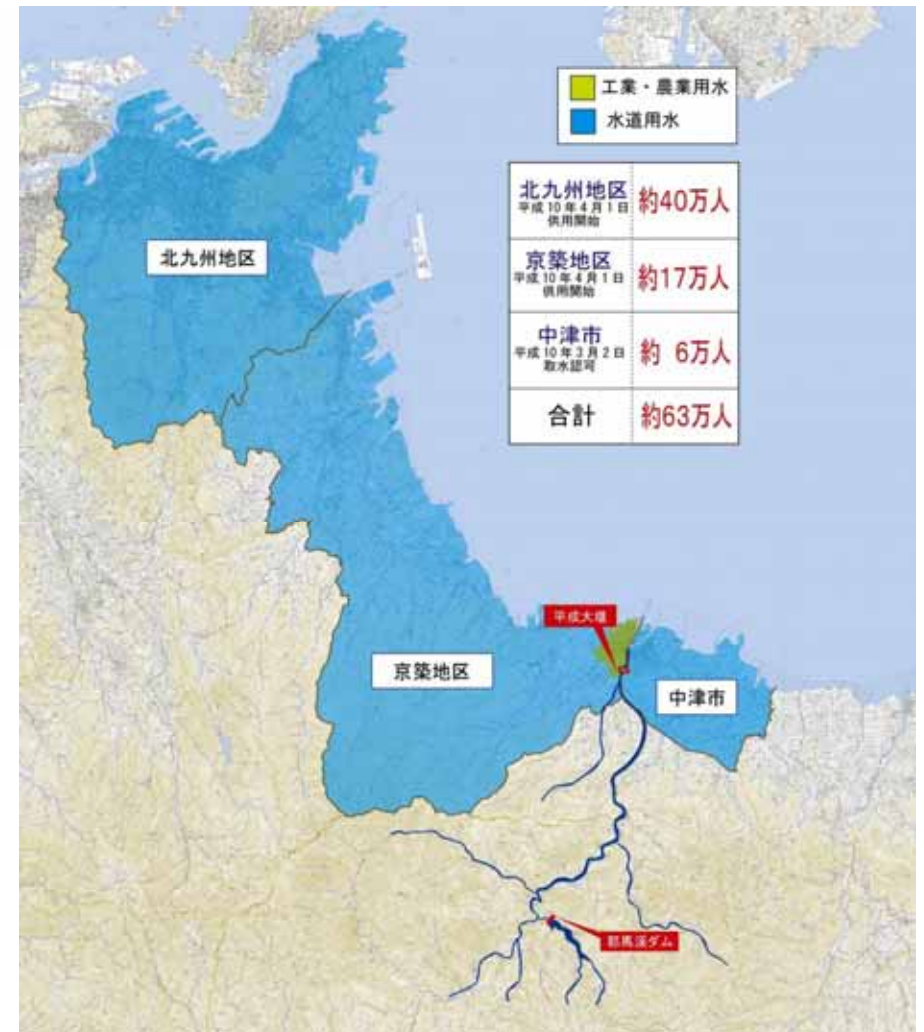 工業・農業用水
水道用水
北九州地区
平成10年4月1日
供用開始
約40万人
京築地区
平成10年4月1日
供用開始
約17万人
中津市
平成10年3月2日
取水認可
約 6万人
合計
約63万人
北九州地区
平成大堰
京築地区
中津市
耶馬溪ダム